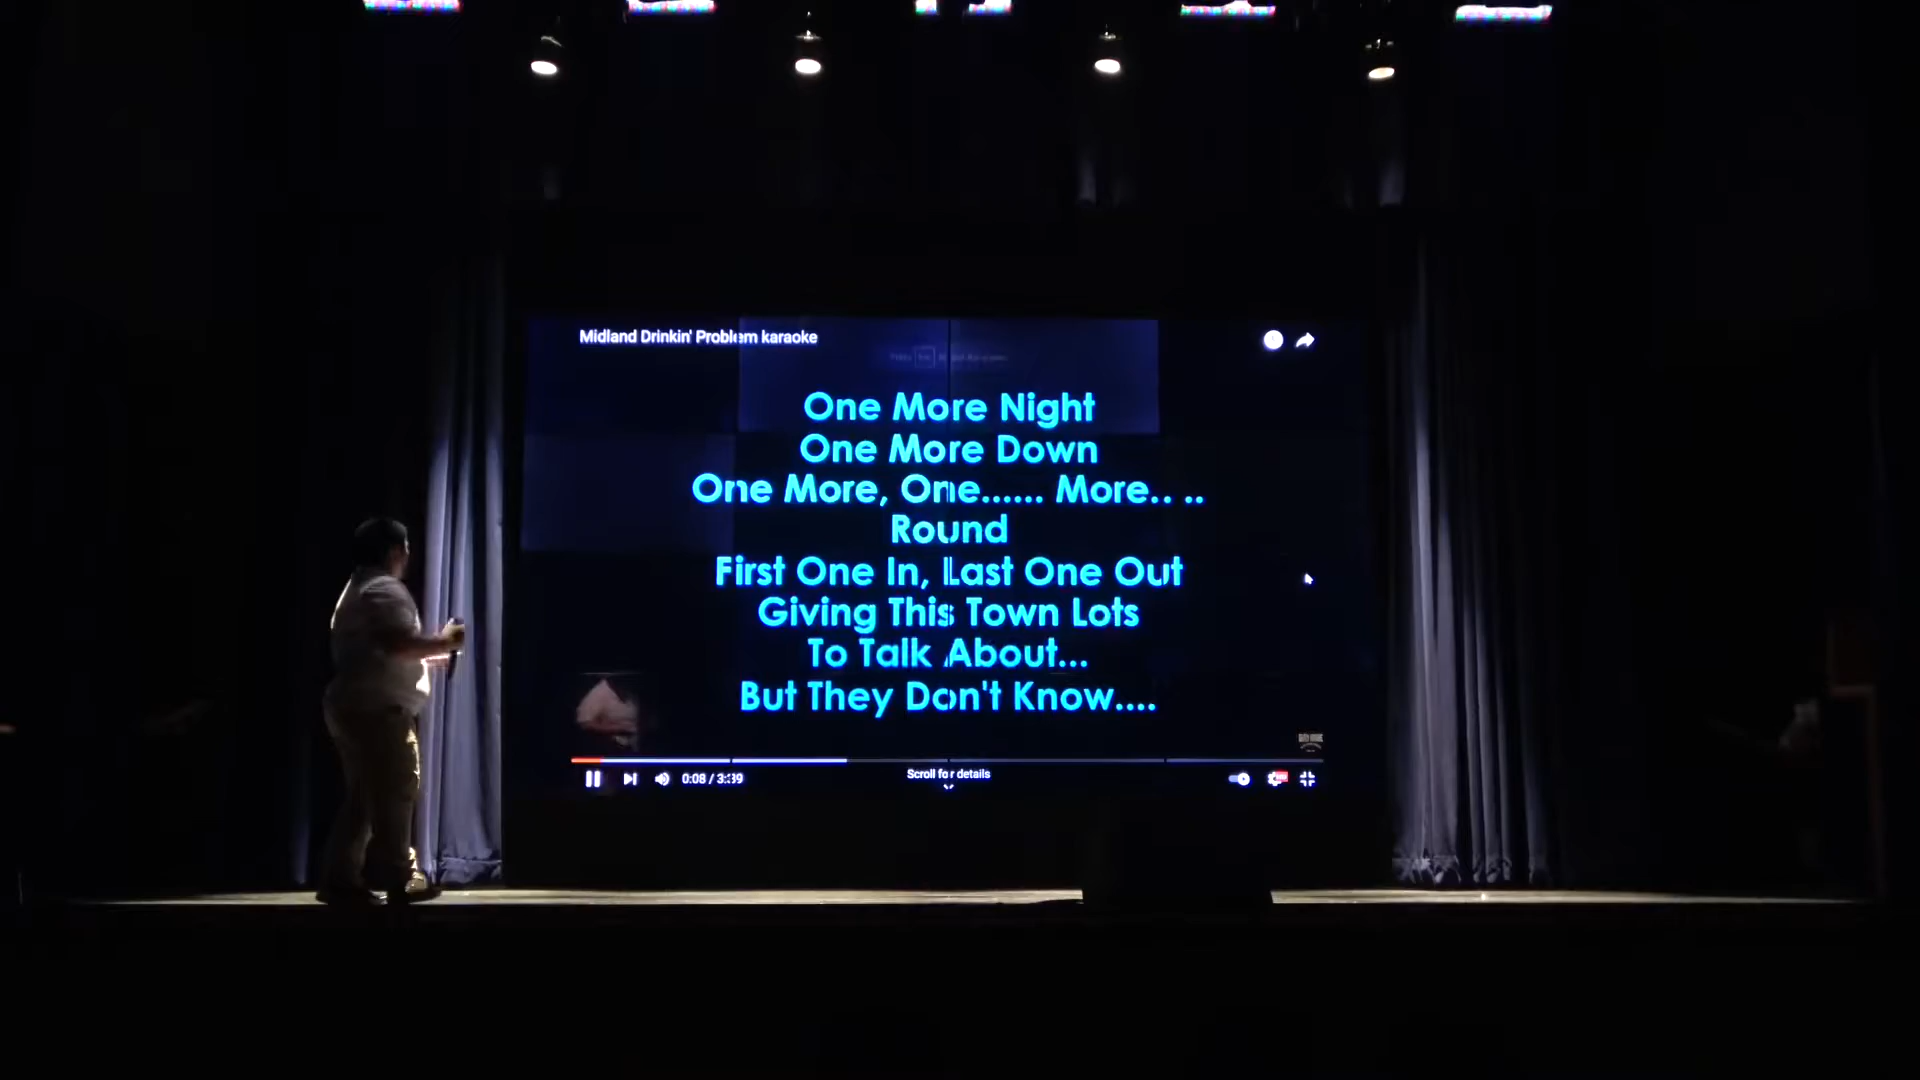 Midland Drinkin' Problem karaoke
One More Night
One More Down
One More, One...... More.. ..
Round
First One In, Last One Out
Giving This Town Lots
To Talk About...
But They Don't Know....
0:08 / 3:39
Scroll for details